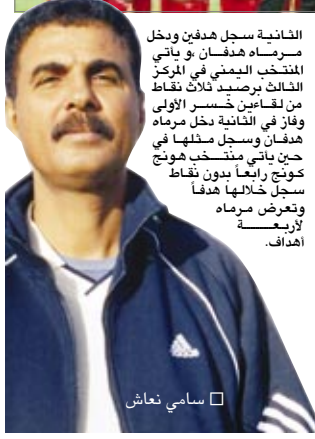 الثانية سجل هدفين ودخل
مرماه هدفان ،و يأتي
المنتخب اليمني في المركز
الثالث برصيد ثلاث نقاط
من لقاءين خسر الأولى
وفاز في الثانية دخل مرماه
هدفان وسجل مثلها في
حين يأتي منتخب هونج
كونج رابعاً بدون نقاط
سجل خلالها هدفاً
وتعرض مرماه
لأربعة
أهداف.
□ سامي نعاش